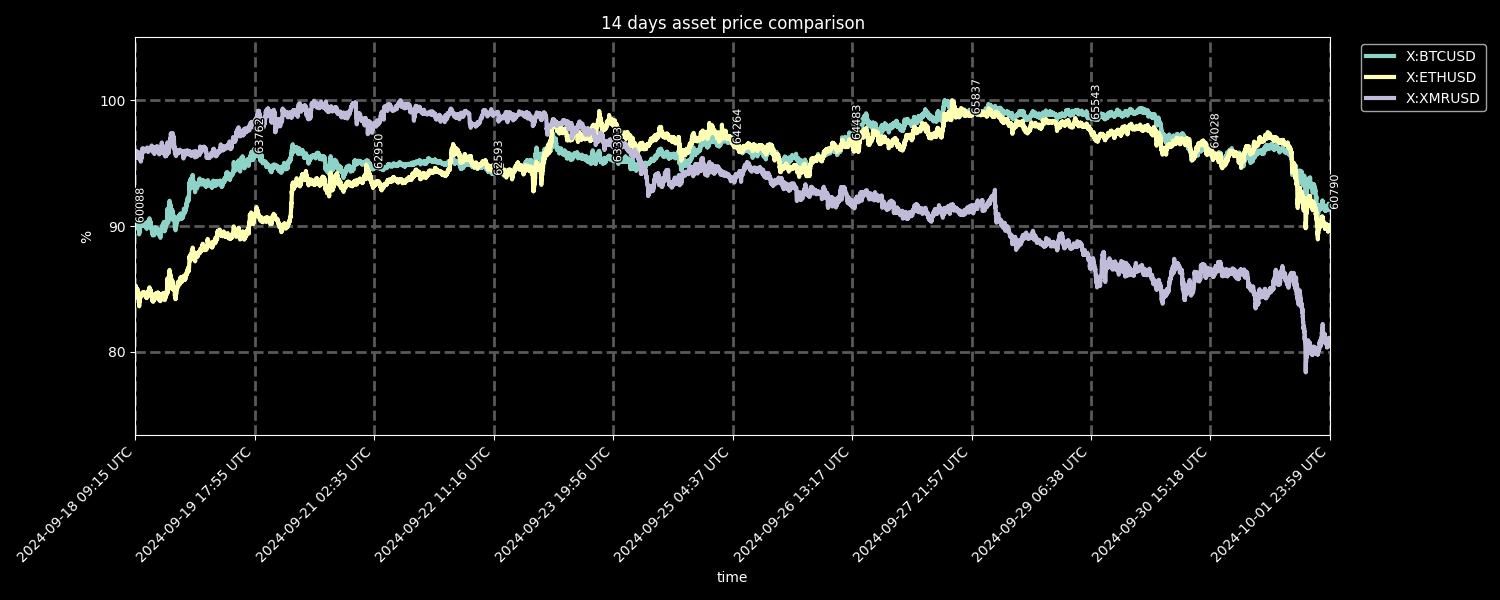 14 days asset price comparison
X:BTCUSD
X:ETHUSD
X:XMRUSD
%
100
90
80
60088
63762
62950
62593
63303
64264
64483
65837
65543
64028
60790
2024-09-18 09:15 UTC
2024-09-19 17:55 UTC
2024-09-21 02:35 UTC
2024-09-22 11:16 UTC
2024-09-23 19:56 UTC
2024-09-25 04:37 UTC
2024-09-26 13:17 UTC
2024-09-27 21:57 UTC
2024-09-29 06:38 UTC
2024-09-30 15:18 UTC
2024-10-01 23:59 UTC
time